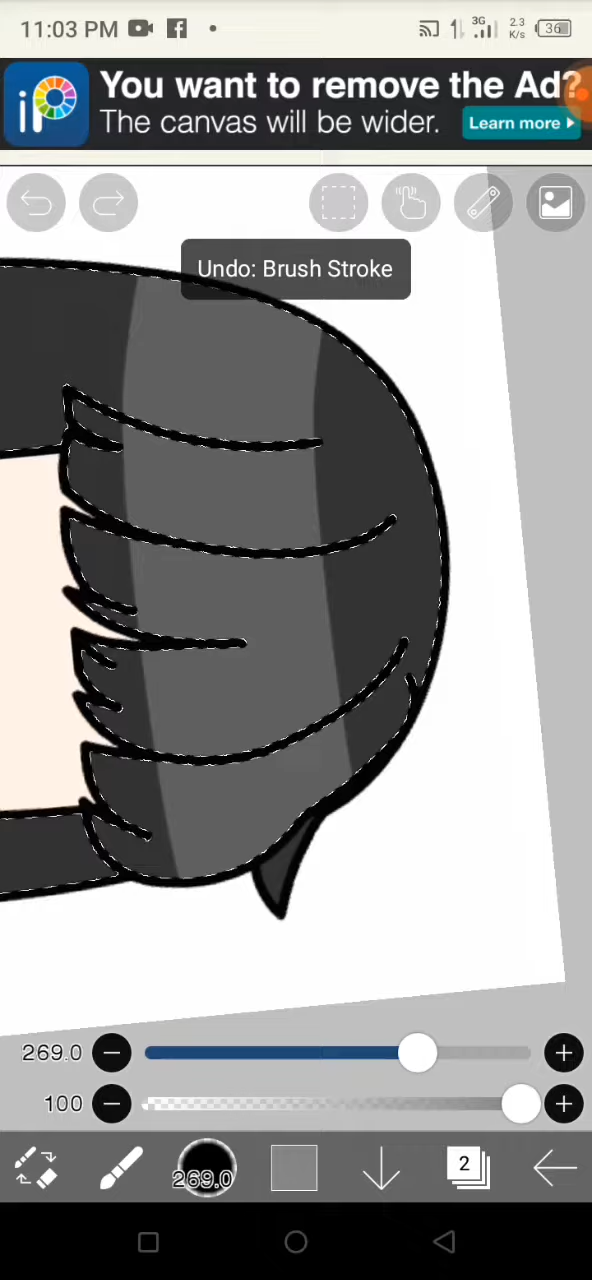 11:03 PM
3G
2.3
K/s
36
iP
You want to remove the Ad?
The canvas will be wider.
Learn more
Undo: Brush Stroke
269.0
100
269.0
2